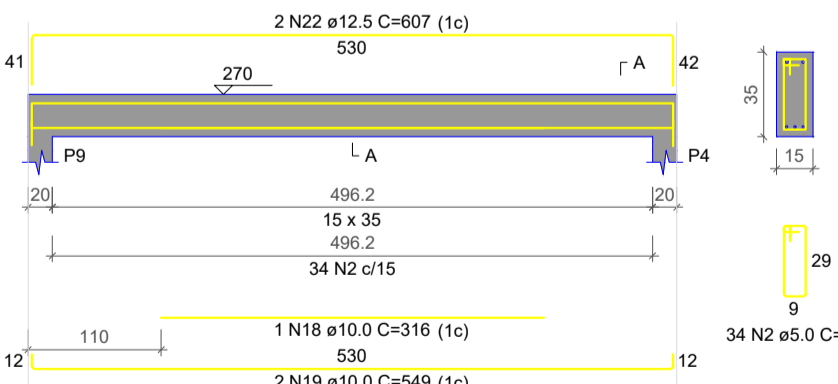 2 N22 ø12.5 C=607 (1c)
530
41
42
A
270
P9
A
P4
35
15
20
496.2
20
15 x 35
496.2
34 N2 c/15
29
9
34 N2 ø5.0 C=
1 N18 ø10.0 C=316 (1c)
110
530
12
12
2 N19 ø10.0 C=549 (1c)